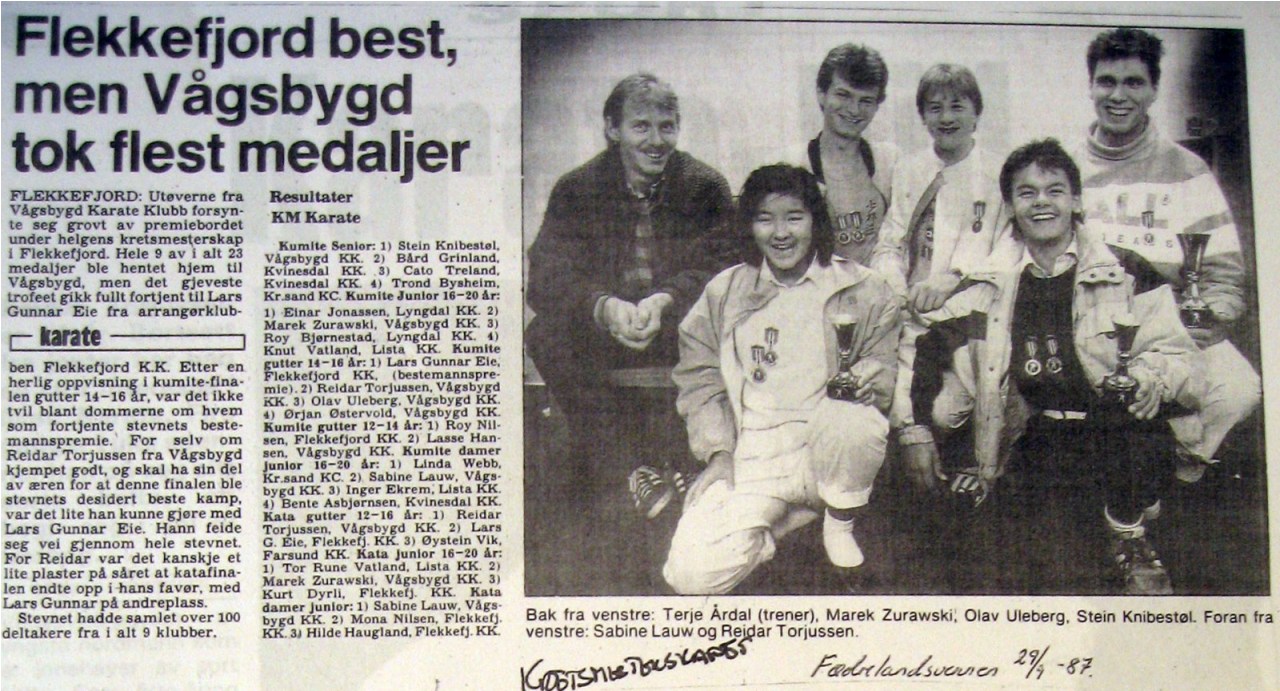 Flekkefjord best,
men Vågsbygd
tok flest medaljer
FLEKKEFJORD: Utøverne fra
Vågsbygd Karate Klubb forsyn-
te seg grovt av premiebordet
under helgens kretsmesterskap
i Flekkefjord. Hele 9 av i alt 23
medaljer ble hentet hjem til
Vågsbygd, men det gjeveste
trofeet gikk fullt fortjent til Lars
Gunnar Eie fra arrangørklub-
karate
ben Flekkefjord K.K. Etter en
herlig oppvisning i kumite-fina-
len gutter 14-16 år, var det ikke
tvil blant dommerne om hvem
som fortjente stevnets beste-
mannspremie. For selv om
Reidar Torjussen fra Vågsbygd
kjempet godt, og skal ha sin del
av æren for at denne finalen ble
stevnets desidert beste kamp,
var det lite han kunne gjøre med
Lars Gunnar Eie. Hann feide
seg vei gjennom hele stevnet.
For Reidar var det kanskje et
lite plaster på såret at katafina-
len endte opp i hans favør, med
Lars Gunnar på andreplass.
Stevnet hadde samlet over 100
deltakere fra i alt 9 klubber.
Resultater
KM Karate
Kumite Senior: 1) Stein Knibestøl,
Vågsbygd KK. 2) Bård Grinland,
Kvinesdal KK. 3) Cato Treland,
Kvinesdal KK. 4) Trond Bysheim,
Kr.sand KC. Kumite Junior 16-20 år:
1) Einar Jonassen, Lyngdal KK. 2)
Marek Zurawski, Vågsbygd KK. 3)
Roy Bjørnestad, Lyngdal KK. 4)
Knut Vatland, Lista KK. Kumite
gutter 14-16 år: 1) Lars Gunnar Eie,
Flekkefjord KK, (bestemannspre-
mie). 2) Reidar Torjussen, Vågsbygd
KK. 3) Olav Uleberg, Vågsbygd KK.
4) Ørjan Østervold, Vågsbygd KK.
Kumite gutter 12-14 år: 1) Roy Nil-
sen, Flekkefjord KK. 2) Lasse Han-
sen, Vågsbygd KK. Kumite damer
junior 16-20 år: 1) Linda Webb,
Kr.sand KC. 2) Sabine Lauw, Vågs-
bygd KK. 3) Inger Ekrem, Lista KK.
4) Bente Asbjørnsen, Kvinesdal KK.
Kata gutter 12-16 år: 1) Reidar
Torjussen, Vågsbygd KK. 2) Lars
G. Eie, Flekkefj. KK. 3) Øystein Vik,
Farsund KK. Kata junior 16-20 år:
1) Tor Rune Vatland, Lista KK. 2)
Marek Zurawski, Vågsbygd KK. 3)
Kurt Dyrli, Flekkefj. KK. Kata
damer junior: 1) Sabine Lauw, Vågs-
bygd KK. 2) Mona Nilsen, Flekkefj.
KK. 3) Hilde Haugland, Flekkefj. KK.
Bak fra venstre: Terje Årdal (trener), Marek Zurawski, Olav Uleberg, Stein Knibestøl. Foran fra
venstre: Sabine Lauw og Reidar Torjussen.
Fædrelandsvennen 29/9 -87.